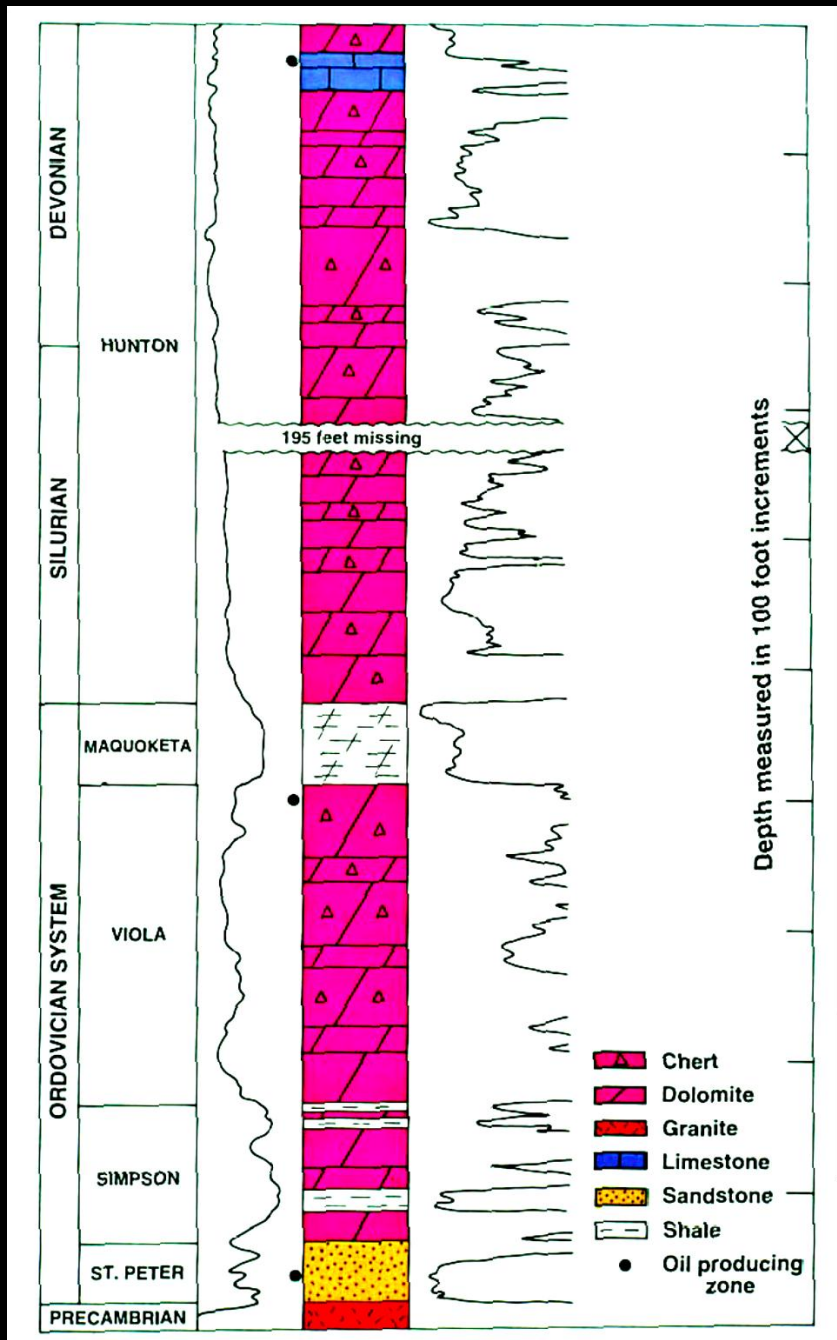 DEVONIAN
HUNTON
195 feet missing
SILURIAN
MAQUOKETA
VIOLA
ORDOVICIAN SYSTEM
SIMPSON
ST. PETER
PRECAMBRIAN
Depth measured in 100 foot increments
Chert
Dolomite
Granite
Limestone
Sandstone
Shale
Oil producing
zone